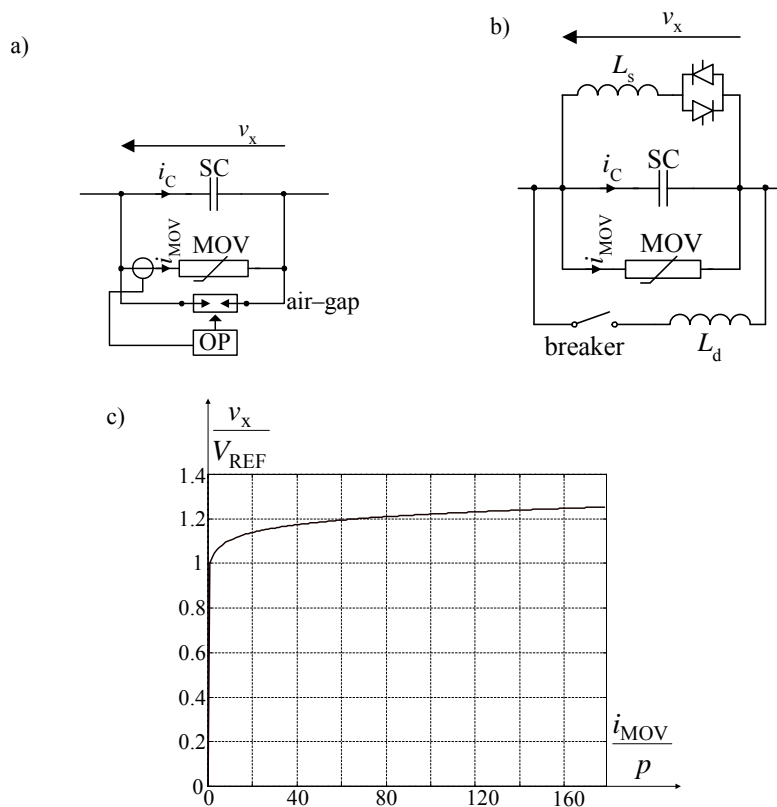 a)
v_x
i_C
SC
i_MOV
MOV
air–gap
OP
b)
v_x
L_s
i_C
SC
i_MOV
MOV
breaker
L_d
c)
v_x
V_REF
1.4
1.2
1
0.8
0.6
0.4
0.2
0
0 40 80 120 160
i_MOV
p